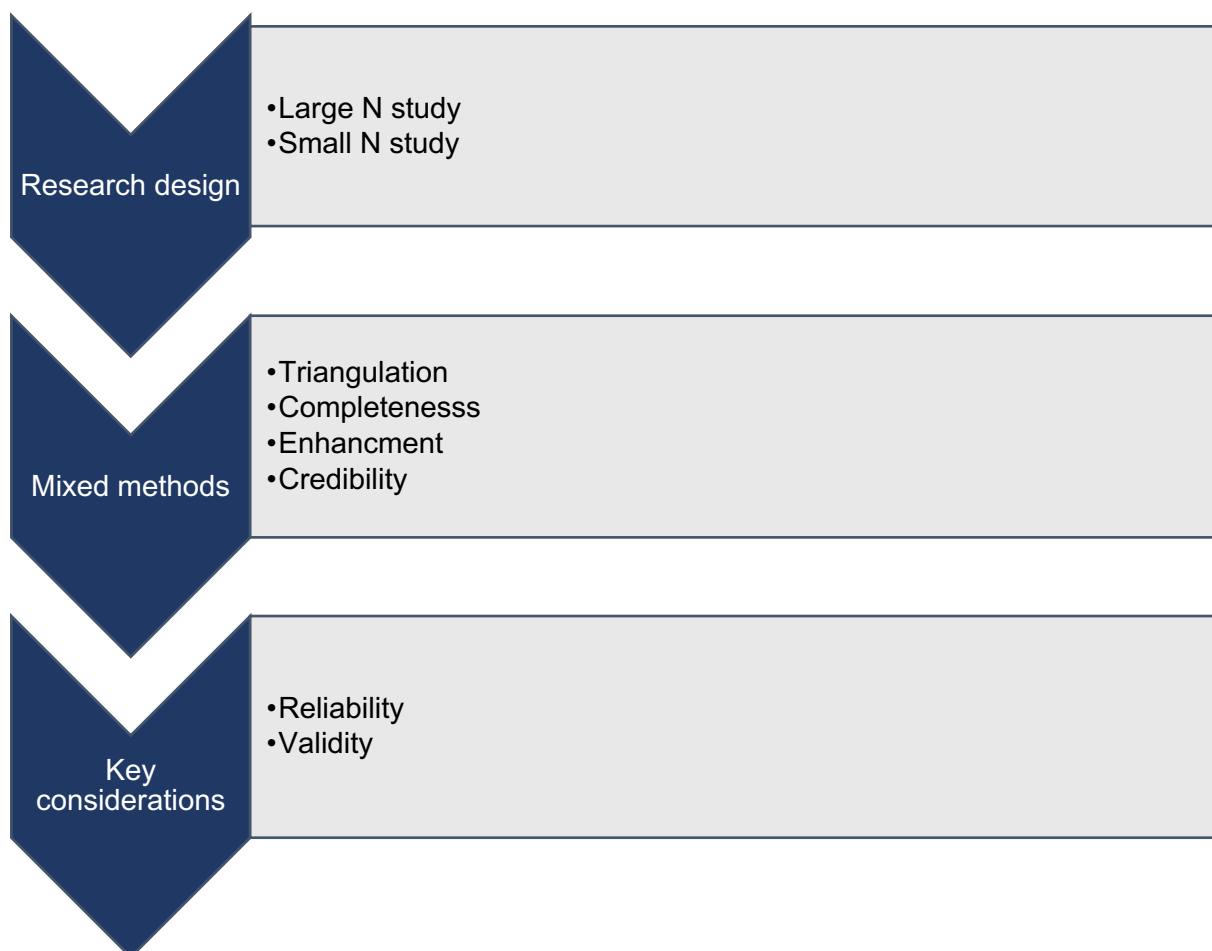 Research design
•Large N study
•Small N study
Mixed methods
•Triangulation
•Completenesss
•Enhancment
•Credibility
Key
considerations
•Reliability
•Validity